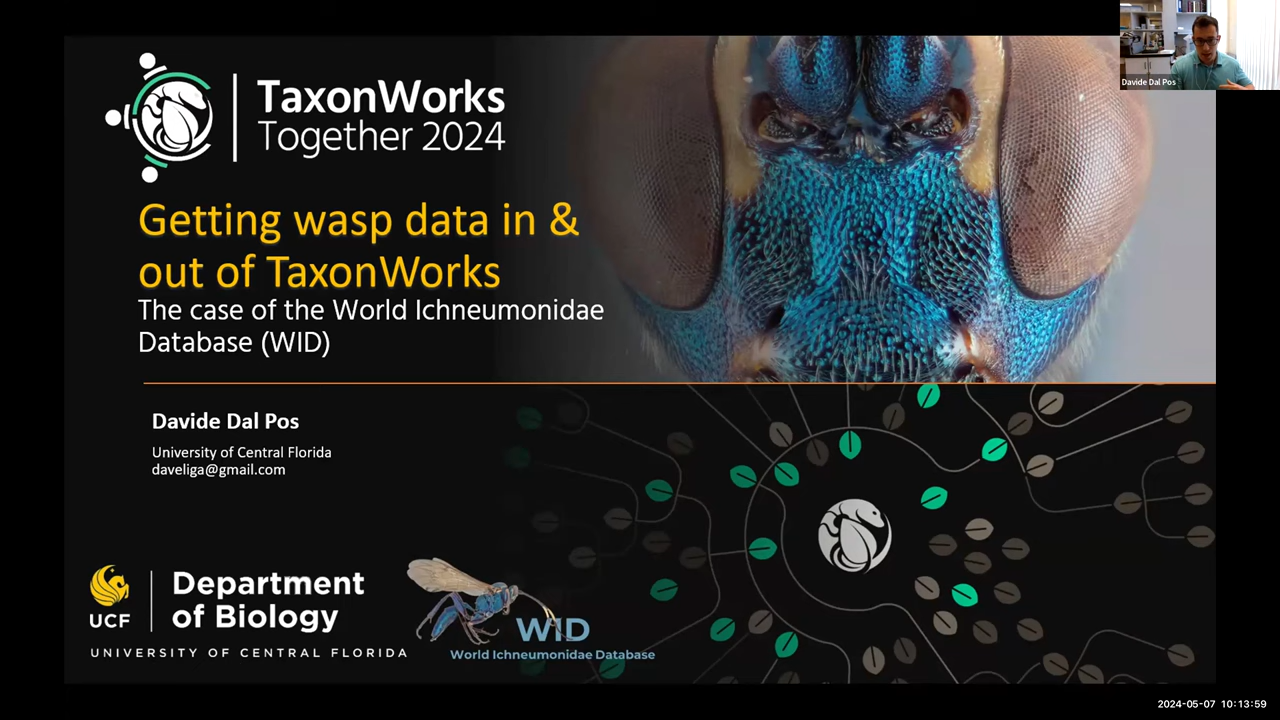 Davide Dal Pos
TaxonWorks
Together 2024
Getting wasp data in &
out of TaxonWorks
The case of the World Ichneumonidae
Database (WID)
Davide Dal Pos
University of Central Florida
daveliga@gmail.com
UCF
Department
of Biology
UNIVERSITY OF CENTRAL FLORIDA
WID
World Ichneumonidae Database
2024-05-07 10:13:59